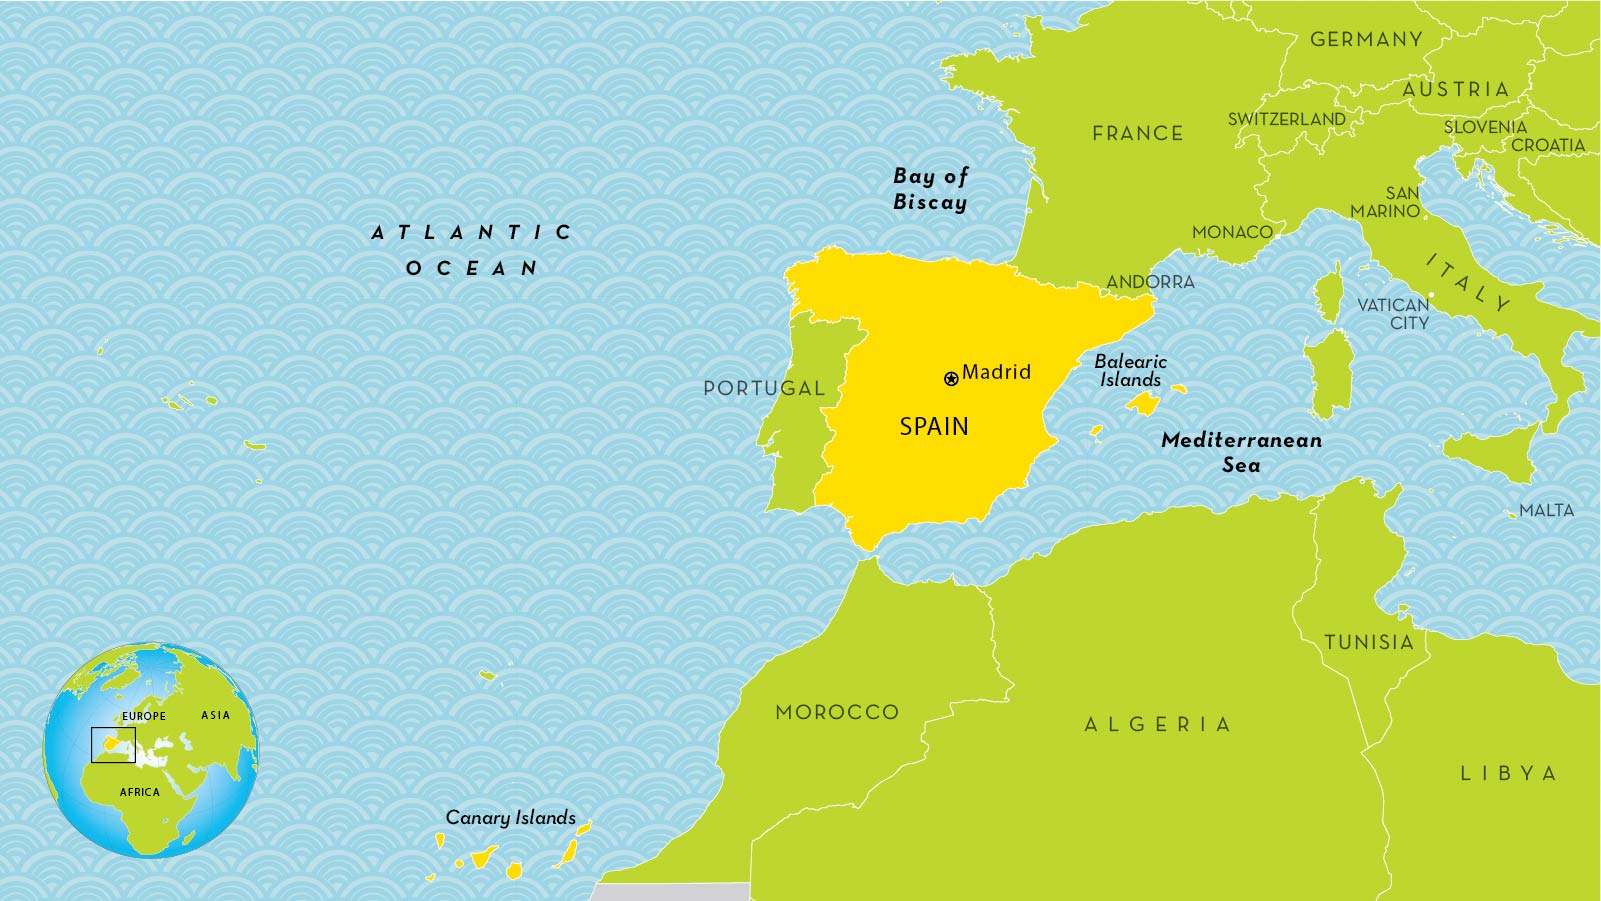 GERMANY
AUSTRIA
SWITZERLAND
SLOVENIA
CROATIA
FRANCE
Bay of
Biscay
SAN
MARINO
MONACO
ATLANTIC
OCEAN
ITALY
ANDORRA
VATICAN
CITY
Madrid
Balearic
Islands
PORTUGAL
SPAIN
Mediterranean
Sea
MALTA
TUNISIA
MOROCCO
ALGERIA
LIBYA
EUROPE
ASIA
AFRICA
Canary Islands